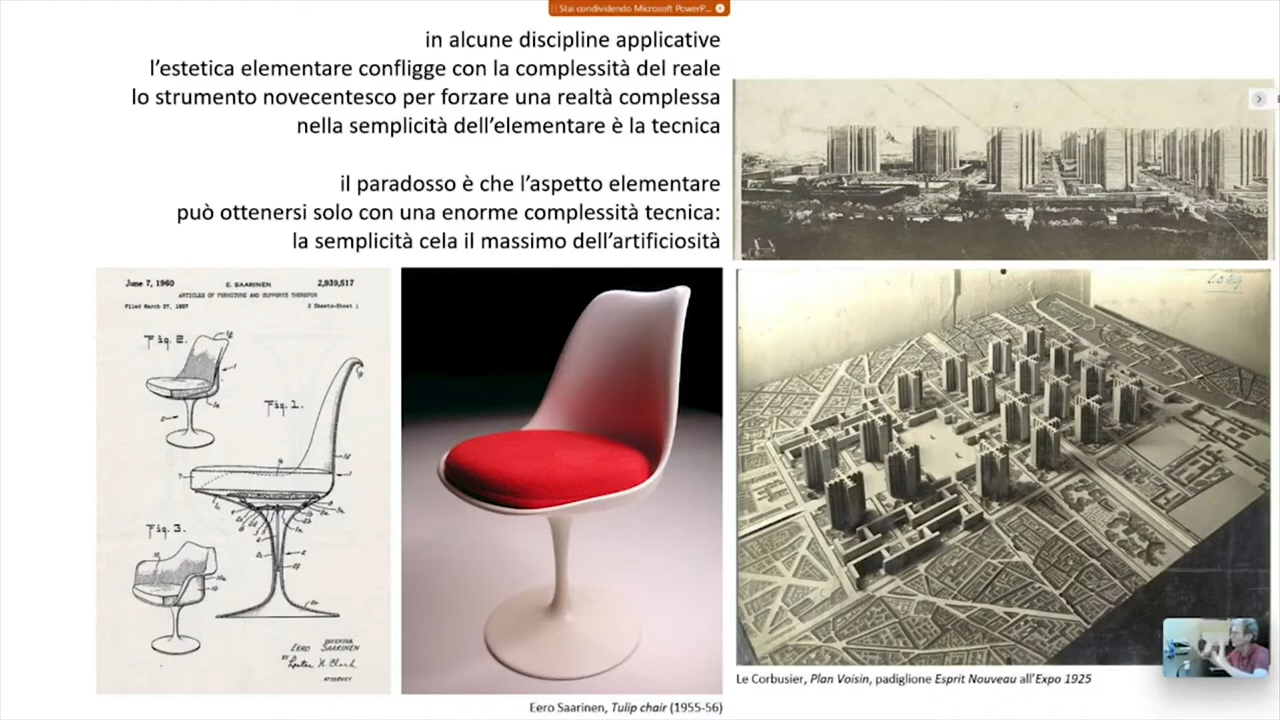 Stai condividendo Microsoft PowerP...
in alcune discipline applicative
l'estetica elementare confligge con la complessità del reale
lo strumento novecentesco per forzare una realtà complessa
nella semplicità dell'elementare è la tecnica
il paradosso è che l'aspetto elementare
può ottenersi solo con una enorme complessità tecnica:
la semplicità cela il massimo dell'artificiosità
June 7, 1960
E. SAARINEN
2,939,517
ARTICLES OF FURNITURE AND SUPPORTS THEREFOR
Filed March 27, 1957
2 Sheets-Sheet 1
Fig. 2.
Fig. 1.
Fig. 3.
INVENTOR
EERO SAARINEN
BY
ATTORNEY
Eero Saarinen, Tulip chair (1955-56)
Le Corbusier, Plan Voisin, padiglione Esprit Nouveau all'Expo 1925